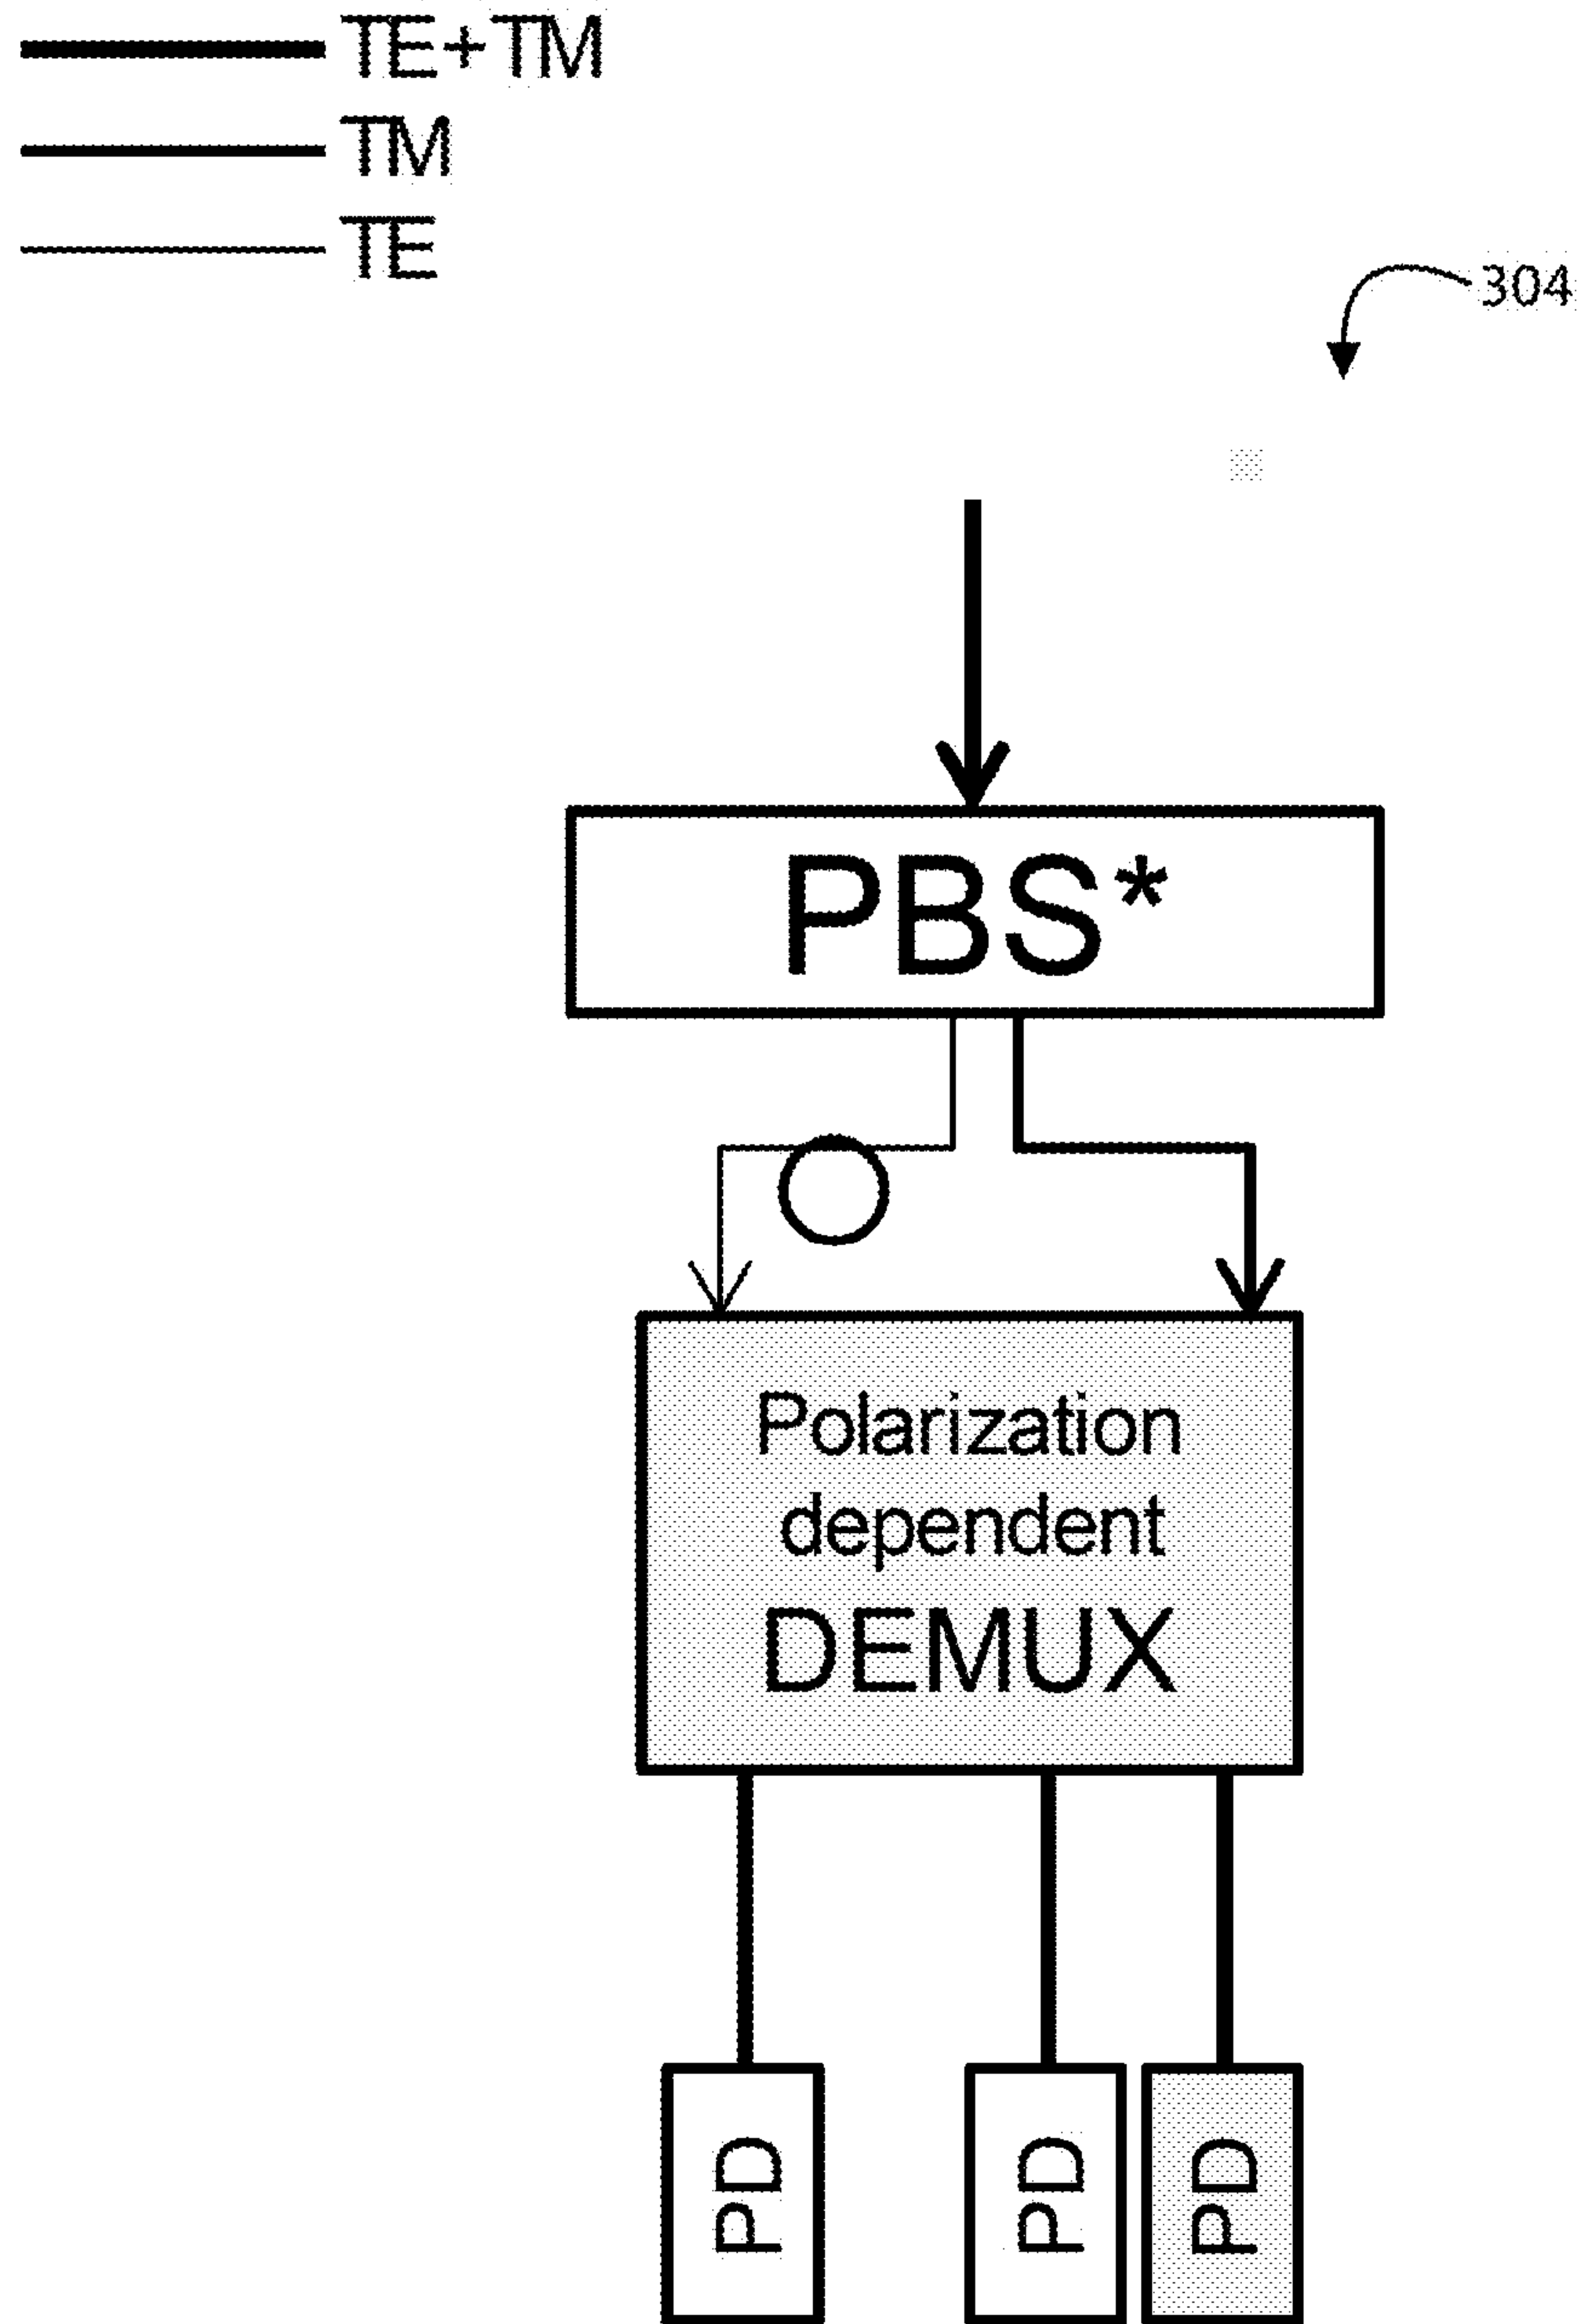 TE+TM
TM
TE
304
PBS*
Polarization
dependent
DEMUX
PD
PD
PD